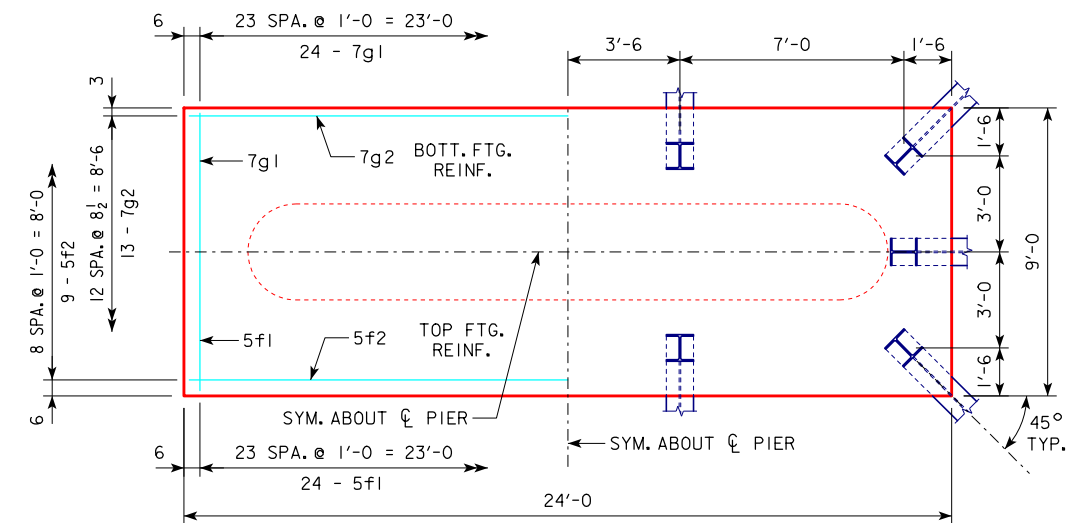 6
23 SPA. @ 1'-0 = 23'-0
24 - 7g1
3'-6
7'-0
1'-6
3
12 SPA. @ 8 1/2 = 8'-6
13 - 7g2
8 SPA. @ 1'-0 = 8'-0
9 - 5f2
6
7g1
7g2
BOTT. FTG.
REINF.
1'-6
3'-0
9'-0
3'-0
1'-6
5f1
5f2
TOP FTG.
REINF.
SYM. ABOUT ℄ PIER
SYM. ABOUT ℄ PIER
45°
TYP.
6
23 SPA. @ 1'-0 = 23'-0
24 - 5f1
24'-0